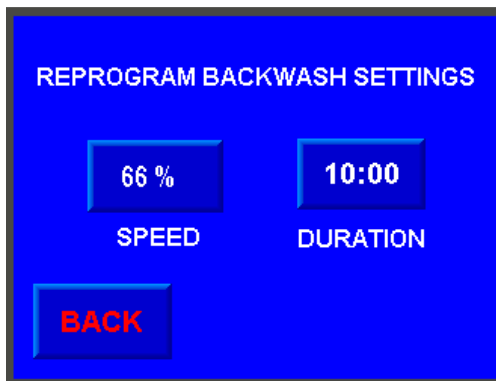 REPROGRAM BACKWASH SETTINGS
66 % 10:00
SPEED DURATION
BACK